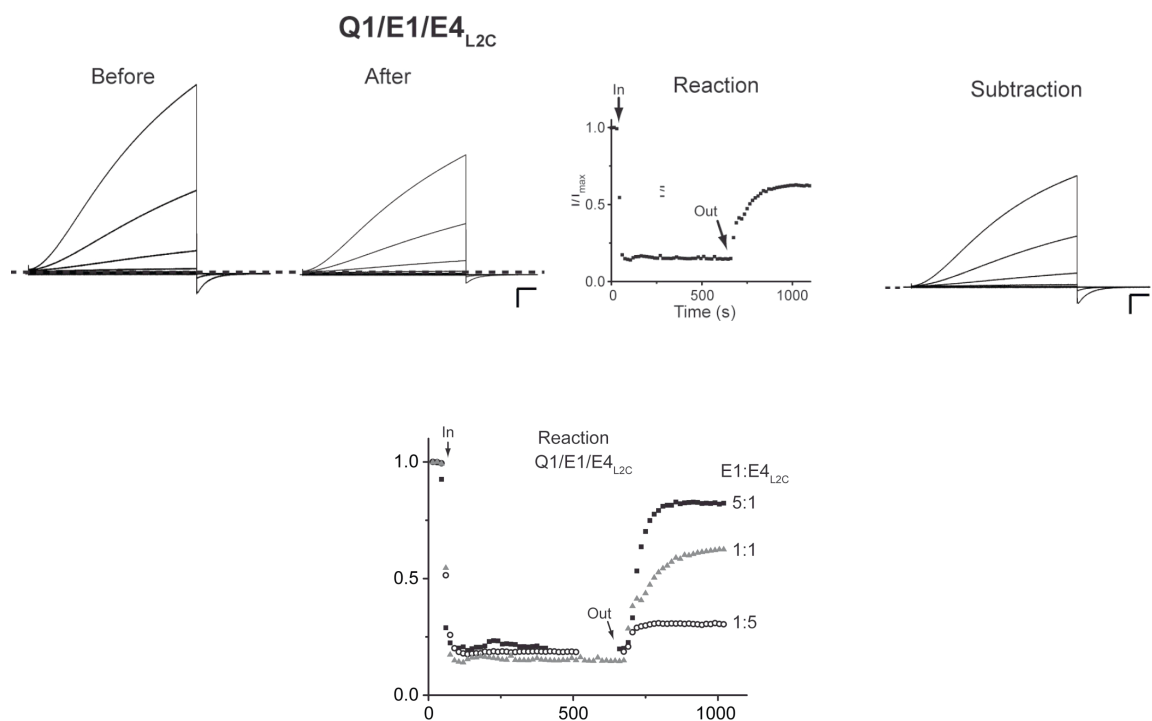 Q1/E1/E4L2C
Before
After
Reaction
Subtraction
In
1.0
I/Imax
0.5
Out
0.0
0
500
1000
Time (s)
In
Reaction
Q1/E1/E4L2C
E1:E4L2C
1.0
5:1
1:1
0.5
Out
1:5
0.0
0
500
1000